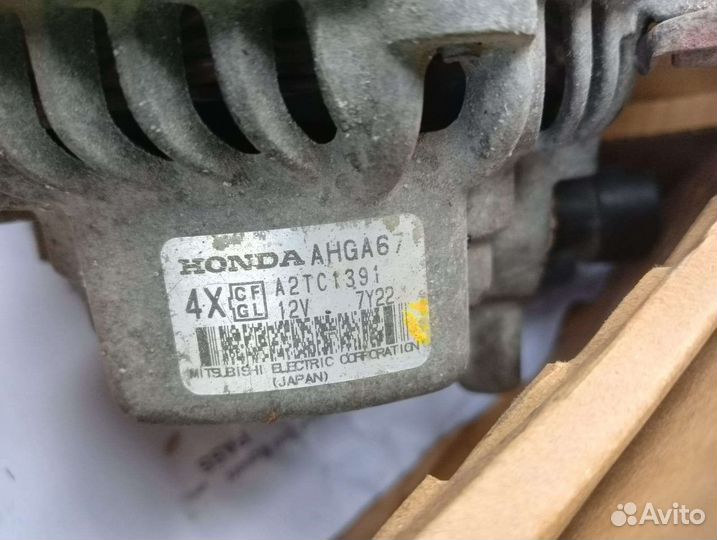 HONDA AHGA67
4X CF GL A2TC1391
12V 7Y22
MITSUBISHI ELECTRIC CORPORATION
(JAPAN)
Avito